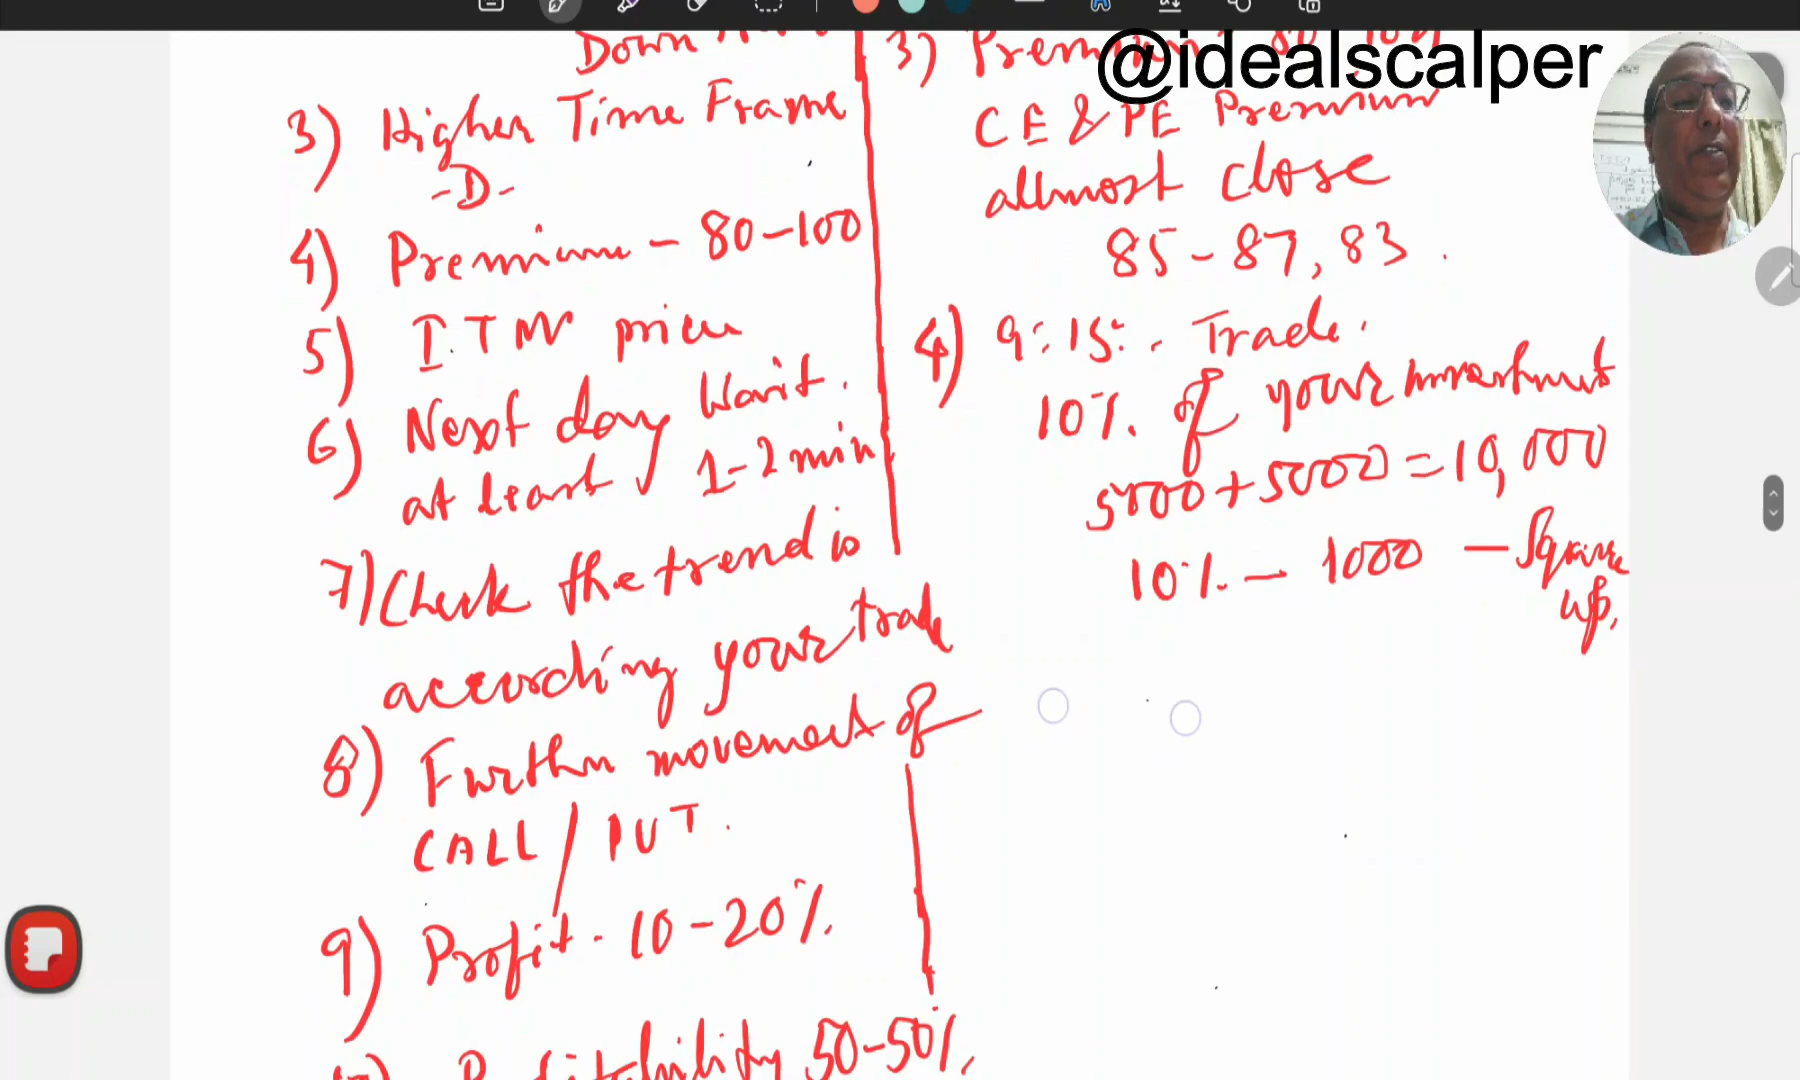 Down
3) Higher Time Frame
-D-
4) Premium - 80-100
5) ITM price
6) Next day Wait.
at least 1-2 min
7) Check the trend is
according your trade
8) Further movement of
CALL / PUT.
9) Profit - 10-20%.
50-50%.
@idealscalper
3) Premium
CE & PE Premium
allmost close
85-87, 83.
4) 9:15 - Trade.
10% of your investment
5000+5000=10,000
10% - 1000 - Square
up.